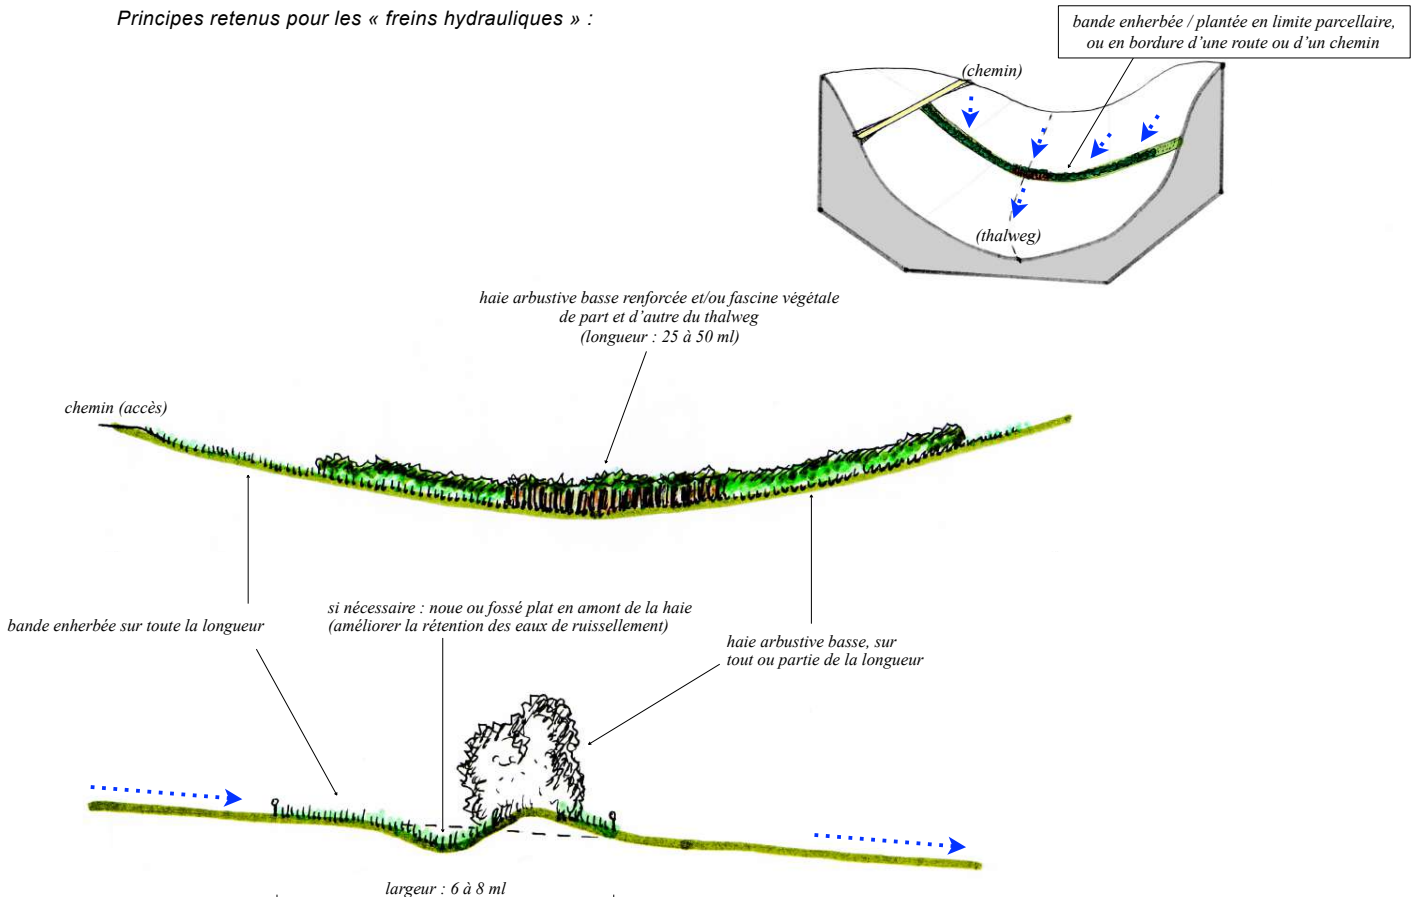 Principes retenus pour les « freins hydrauliques » :
bande enherbée / plantée en limite parcellaire,
ou en bordure d’une route ou d’un chemin
(chemin)
(thalweg)
haie arbustive basse renforcée et/ou fascine végétale
de part et d’autre du thalweg
(longueur : 25 à 50 ml)
chemin (accès)
bande enherbée sur toute la longueur
si nécessaire : noue ou fossé plat en amont de la haie
(améliorer la rétention des eaux de ruissellement)
haie arbustive basse, sur
tout ou partie de la longueur
largeur : 6 à 8 ml